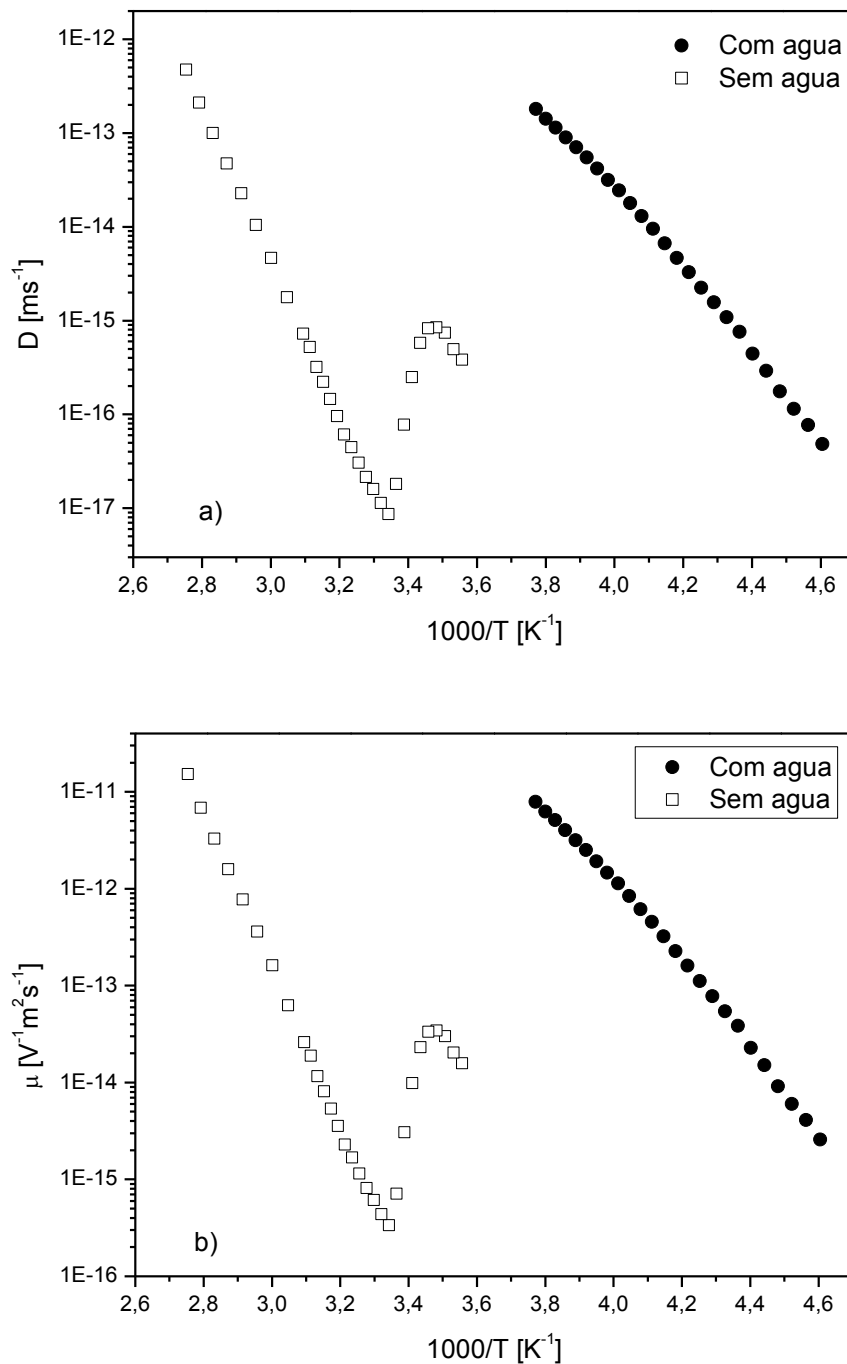 1E-12
1E-13
1E-14
1E-15
1E-16
1E-17
D [ms⁻¹]
Com agua
Sem agua
a)
2,6 2,8 3,0 3,2 3,4 3,6 3,8 4,0 4,2 4,4 4,6
1000/T [K⁻¹]
1E-11
1E-12
1E-13
1E-14
1E-15
1E-16
μ [V⁻¹m²s⁻¹]
Com agua
Sem agua
b)
2,6 2,8 3,0 3,2 3,4 3,6 3,8 4,0 4,2 4,4 4,6
1000/T [K⁻¹]